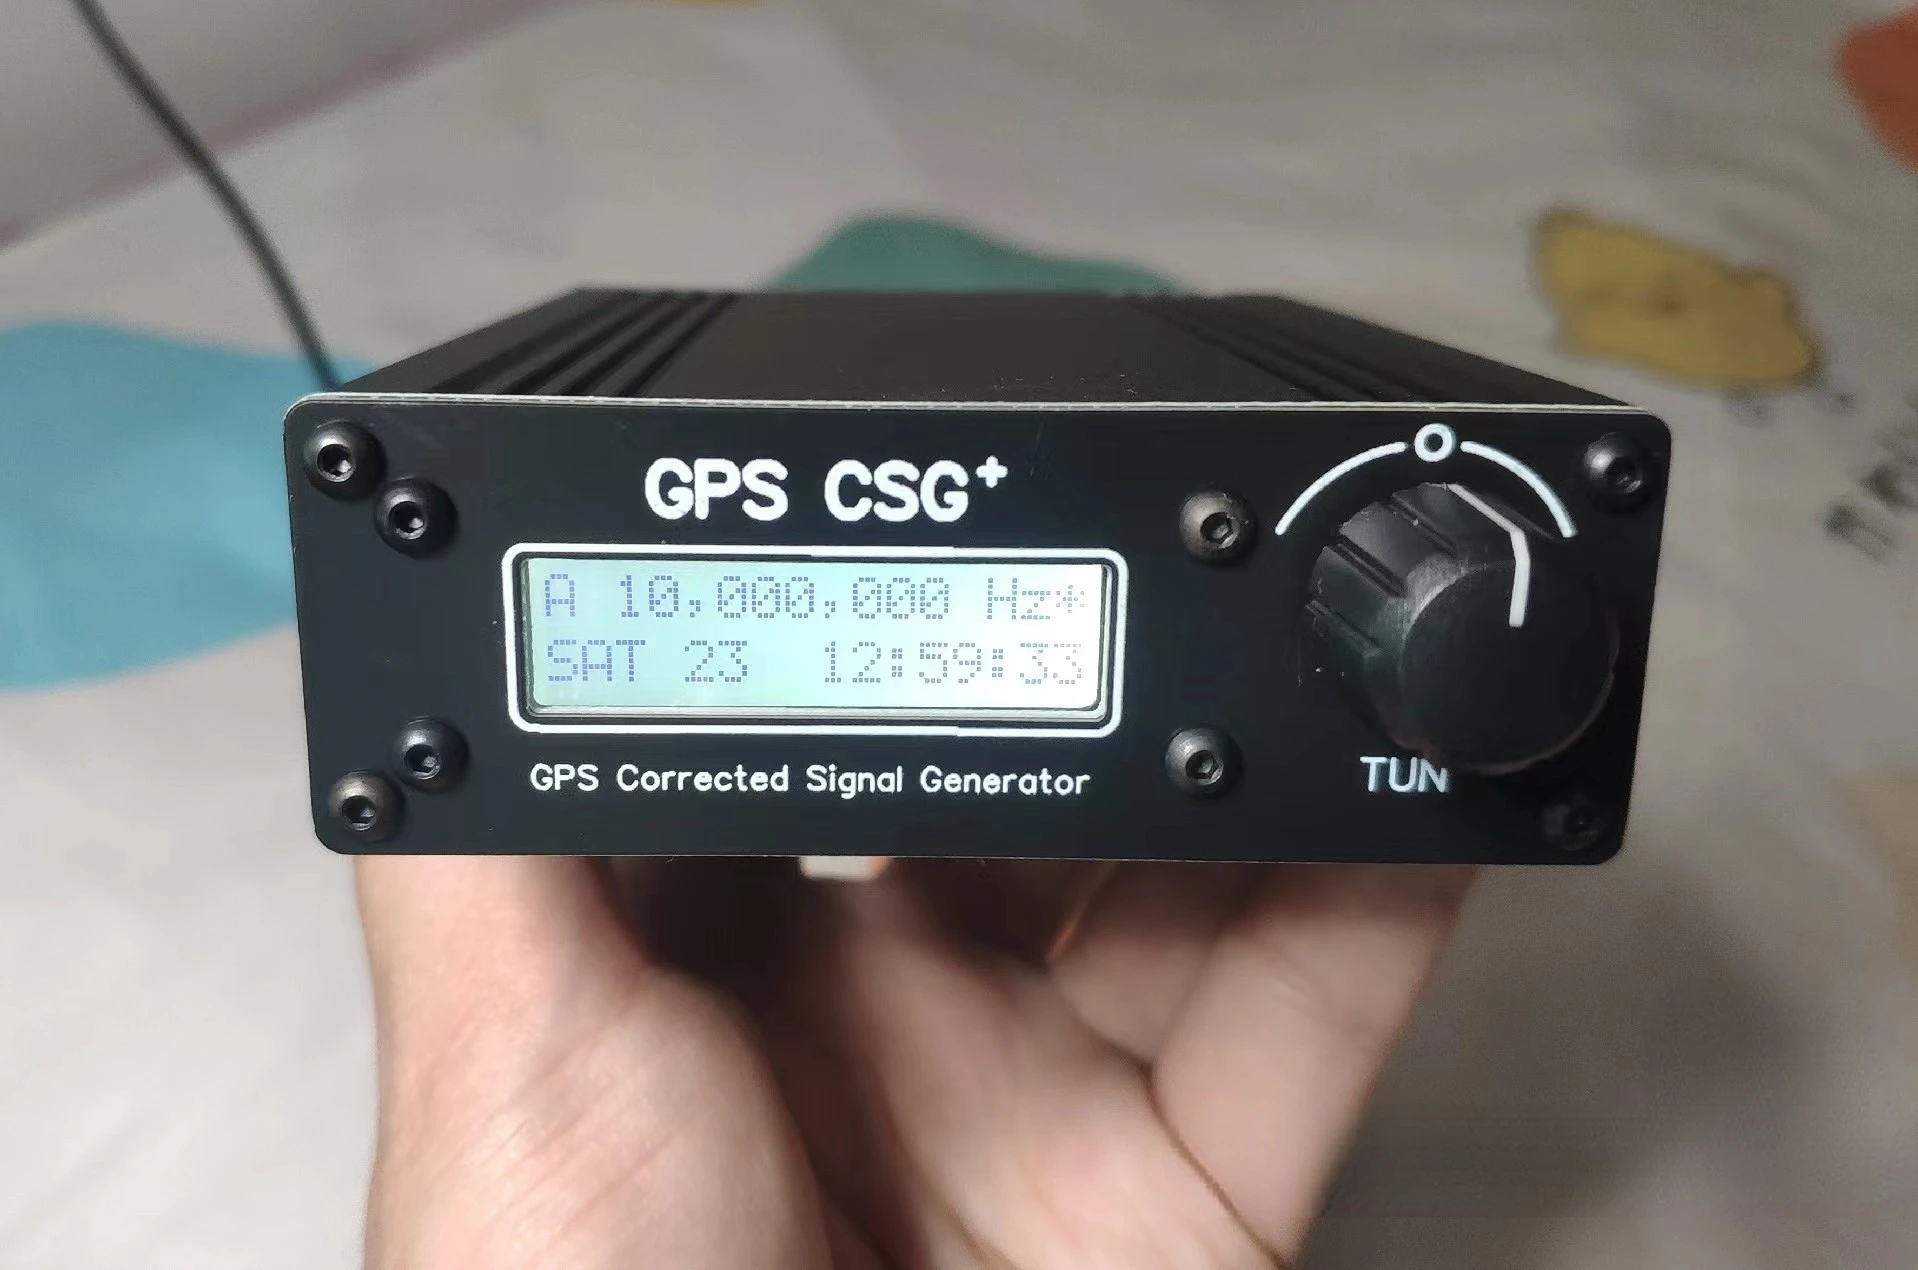 GPS CSG+
A 10,000,000 Hz*
SAT 23 12:59:33
GPS Corrected Signal Generator
TUN